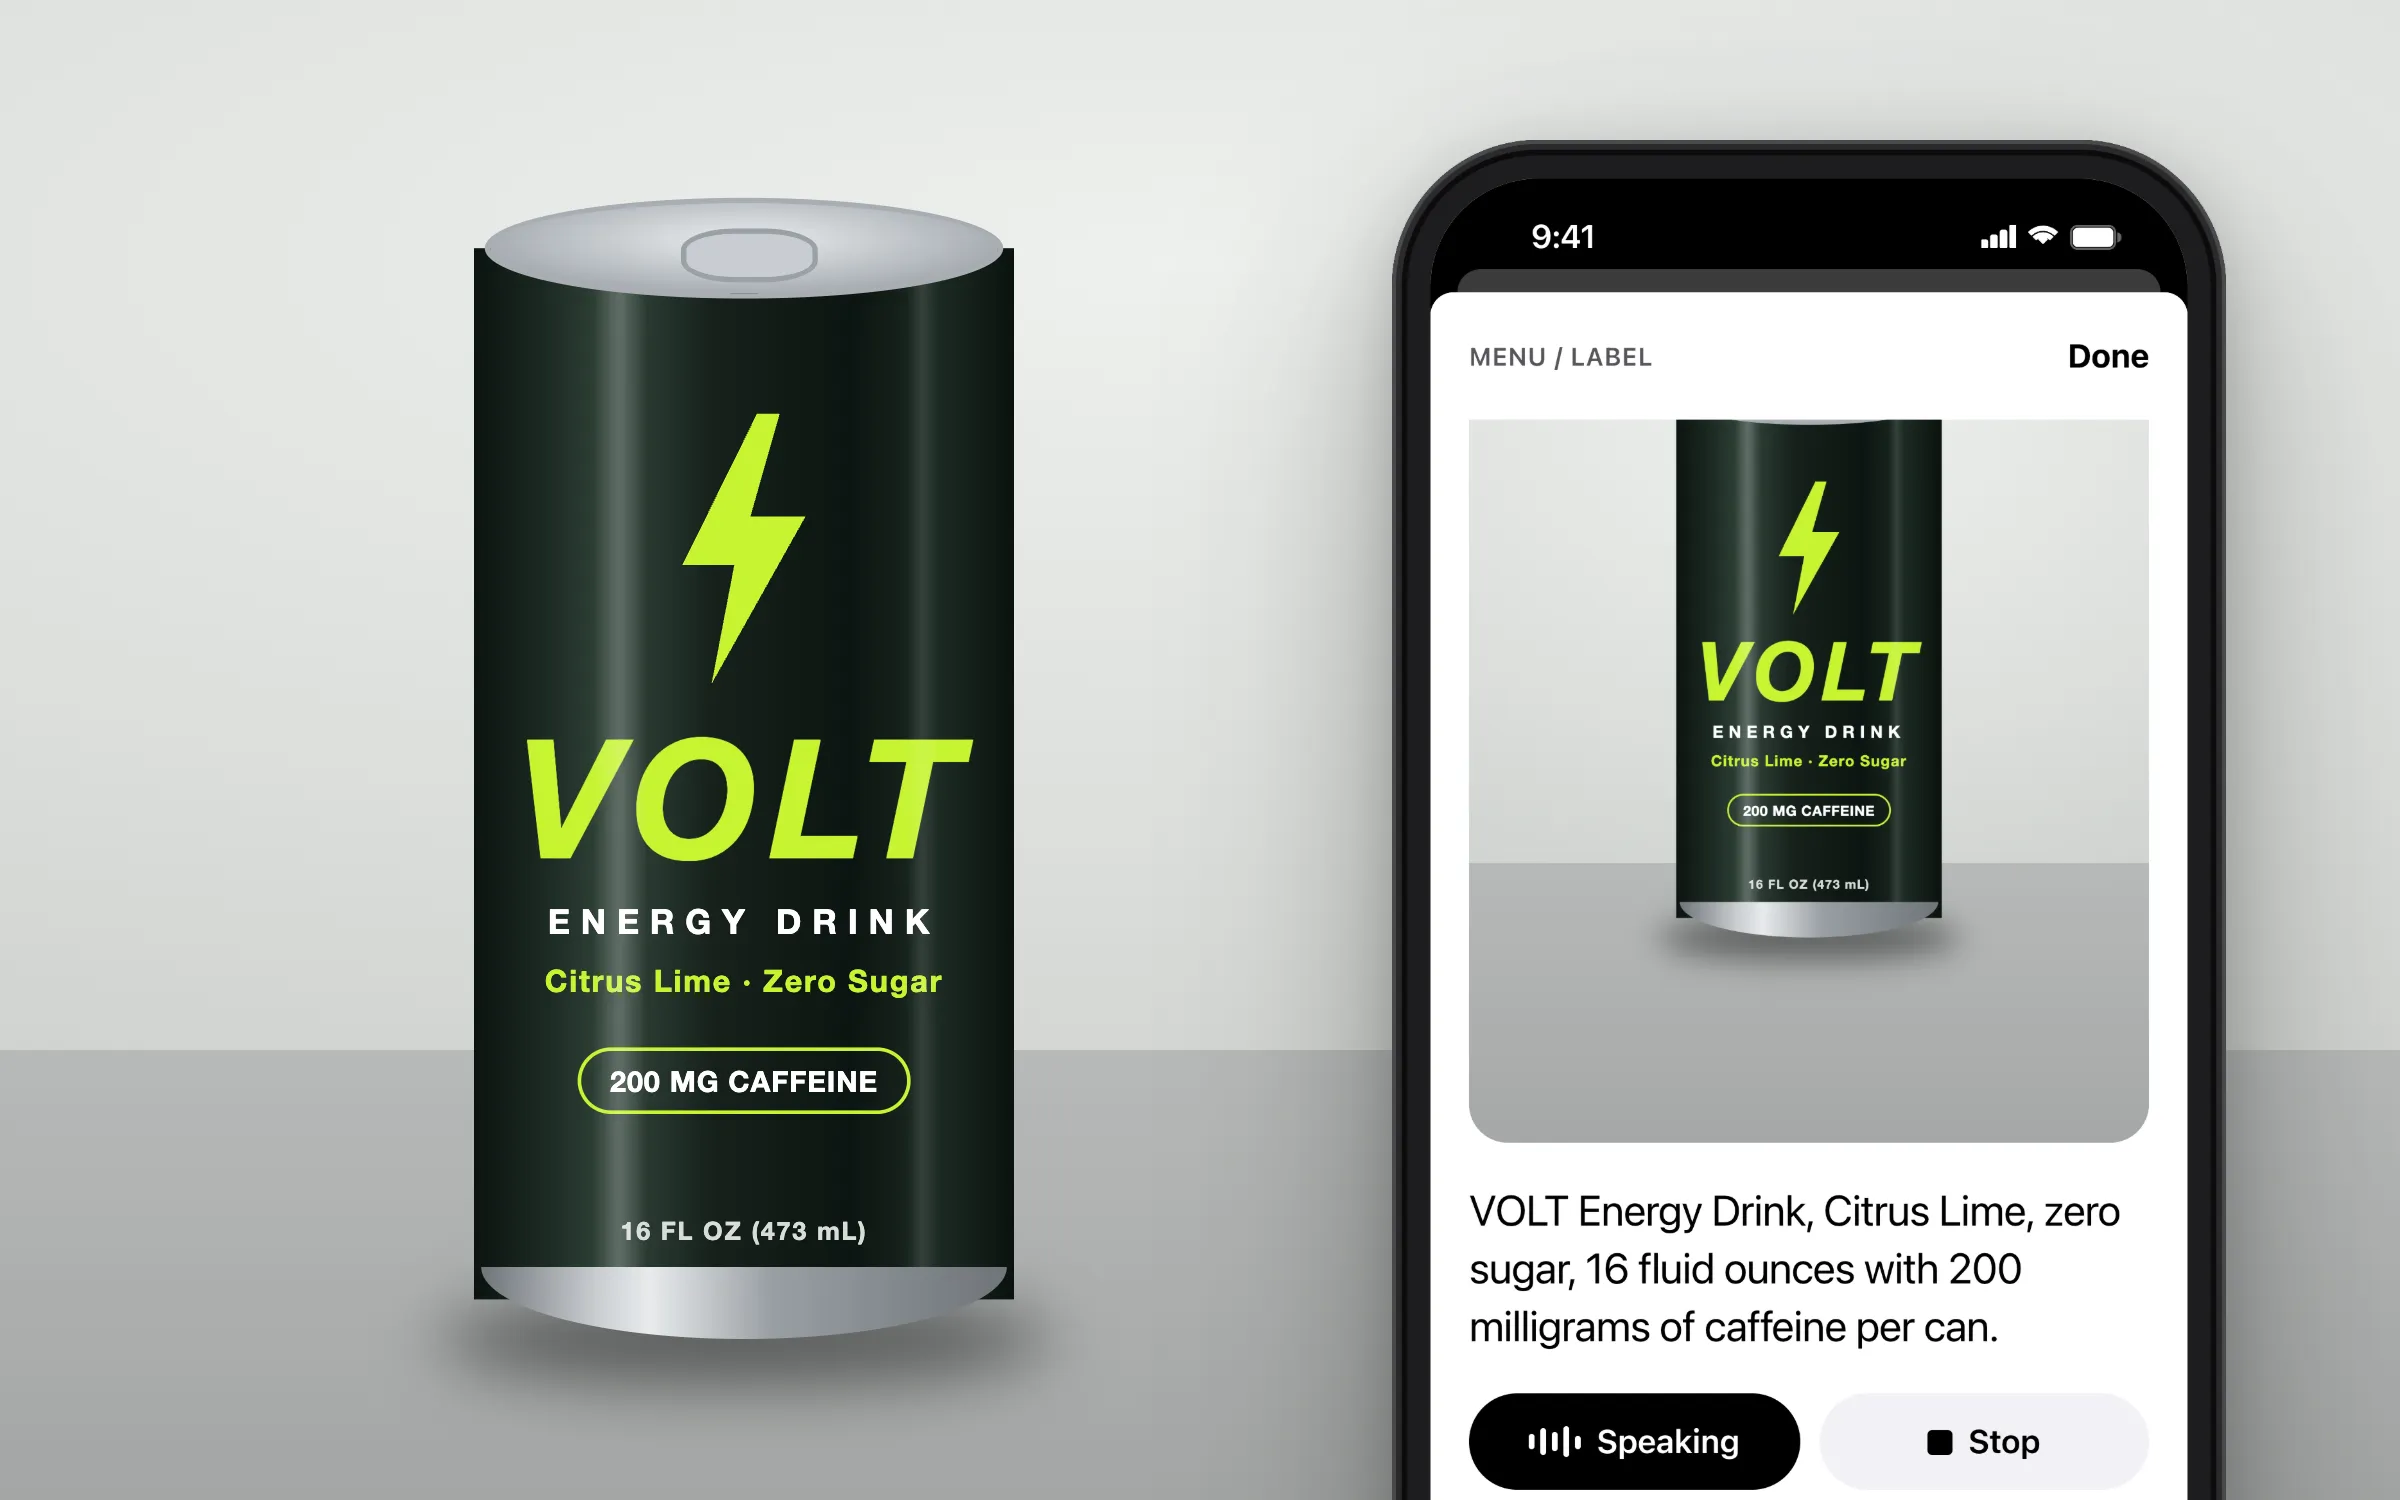 VOLT
ENERGY DRINK
Citrus Lime · Zero Sugar
200 MG CAFFEINE
16 FL OZ (473 mL)
9:41
MENU / LABEL
Done
VOLT
ENERGY DRINK
Citrus Lime · Zero Sugar
200 MG CAFFEINE
16 FL OZ (473 mL)
VOLT Energy Drink, Citrus Lime, zero
sugar, 16 fluid ounces with 200
milligrams of caffeine per can.
Speaking
Stop